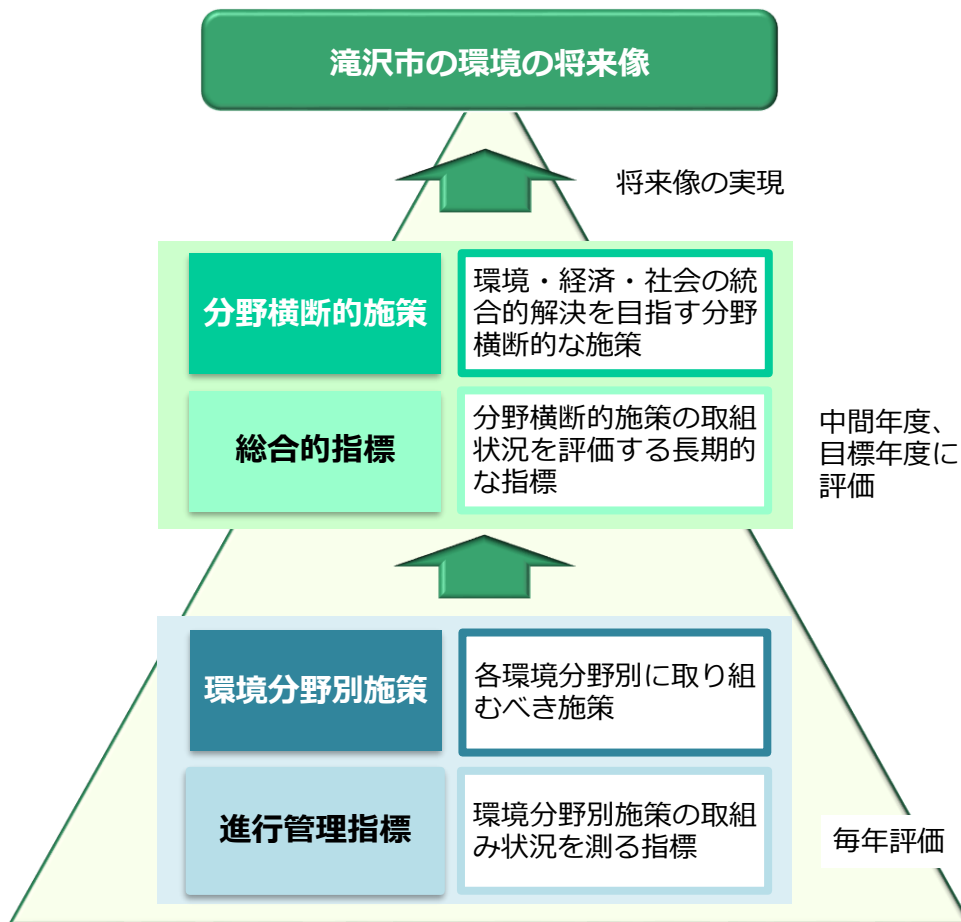 滝沢市の環境の将来像
将来像の実現
分野横断的施策
環境・経済・社会の統
合的解決を目指す分野
横断的な施策
総合的指標
分野横断的施策の取組
状況を評価する長期的
な指標
中間年度、
目標年度に
評価
環境分野別施策
各環境分野別に取り組
むべき施策
進行管理指標
環境分野別施策の取組
み状況を測る指標
毎年評価